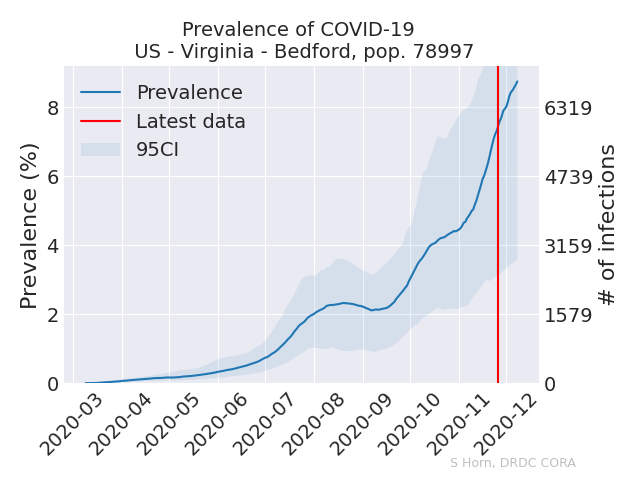 Prevalence of COVID-19
US - Virginia - Bedford, pop. 78997
Prevalence
Latest data
95CI
Prevalence (%)
8
6
4
2
0
6319
4739
3159
1579
0
# of infections
2020-03
2020-04
2020-05
2020-06
2020-07
2020-08
2020-09
2020-10
2020-11
2020-12
S Horn, DRDC CORA